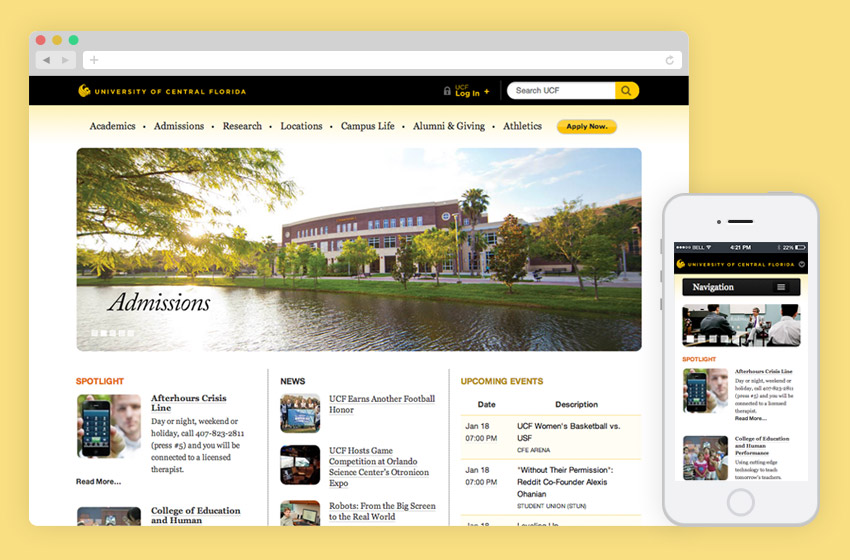 UNIVERSITY OF CENTRAL FLORIDA
UCF
Log In +
Search UCF
Academics • Admissions • Research • Locations • Campus Life • Alumni & Giving • Athletics
Apply Now.
Admissions
SPOTLIGHT
Afterhours Crisis
Line
Day or night, weekend or
holiday, call 407-823-2811
(press #5) and you will be
connected to a licensed
therapist.
Read More...
College of Education
and Human
NEWS
UCF Earns Another Football
Honor
UCF Hosts Game
Competition at Orlando
Science Center's Otronicon
Expo
Robots: From the Big Screen
to the Real World
UPCOMING EVENTS
Date Description
Jan 18
07:00 PM
UCF Women's Basketball vs.
USF
CFE ARENA
Jan 18
07:00 PM
"Without Their Permission":
Reddit Co-Founder Alexis
Ohanian
STUDENT UNION (STUN)
Jan 18
Leveling Up
BELL 4:21 PM 22%
UNIVERSITY OF CENTRAL FLORIDA
Navigation
SPOTLIGHT
Afterhours Crisis Line
Day or night, weekend or
holiday, call 407-823-2811
(press #5) and you will be
connected to a licensed
therapist.
Read More...
College of Education
and Human
Performance
Using cutting-edge
technology to teach
tomorrow's teachers.